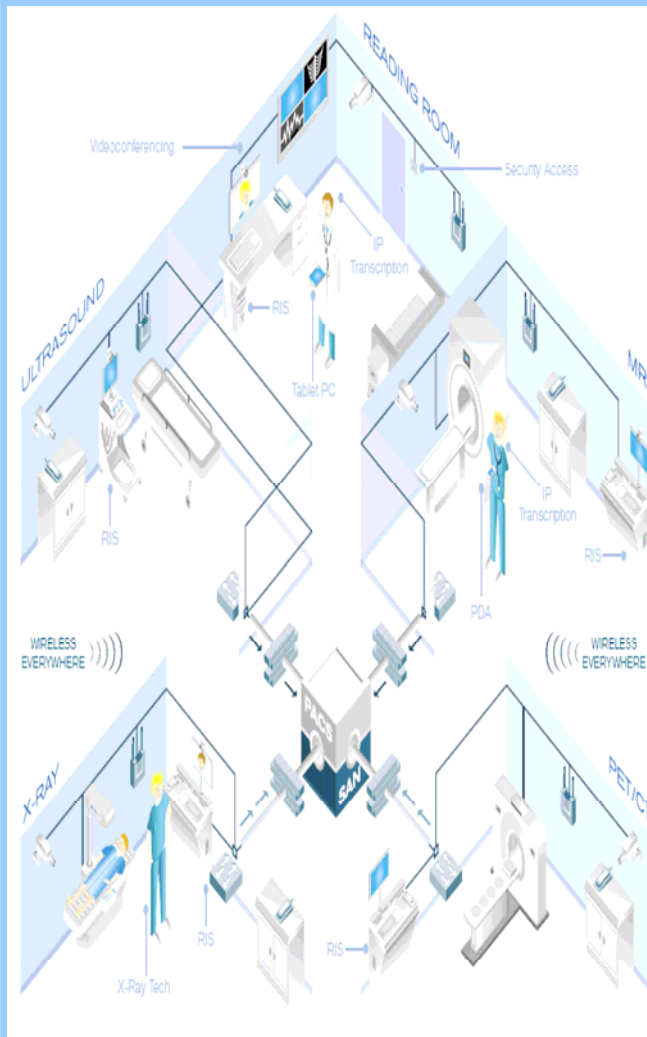 READING ROOM
Videoconferencing
Security Access
IP
Transcription
ULTRASOUND
RIS
Tablet PC
MR
IP
Transcription
RIS
RIS
PDA
WIRELESS
EVERYWHERE
WIRELESS
EVERYWHERE
PACS
SAN
X-RAY
PET/C
RIS
RIS
X-Ray Tech